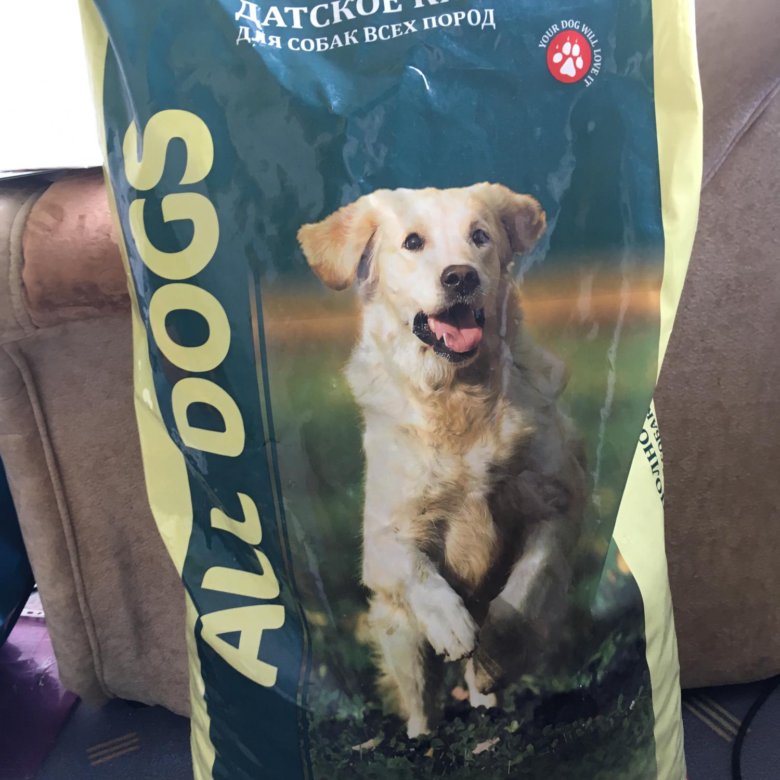 ДАТСКОЕ
ДЛЯ СОБАК ВСЕХ ПОРОД
YOUR DOG WILL LOVE IT
ALL DOGS